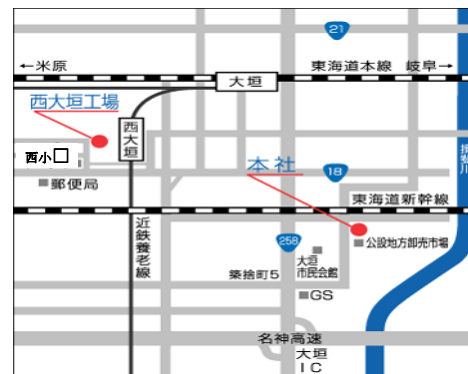 21
←米原
東海道本線 岐阜→
大垣
西大垣工場
西大垣
西小
本社
18
郵便局
東海道新幹線
近鉄養老線
258
公設地方卸売市場
大垣
市民会館
築捨町5
GS
名神高速
大垣
IC